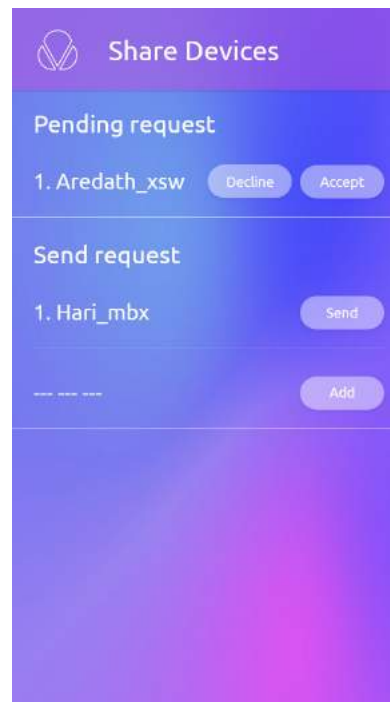 Share Devices
Pending request
1. Aredath_xsw Decline Accept
Send request
1. Hari_mbx Send
--- --- --- Add